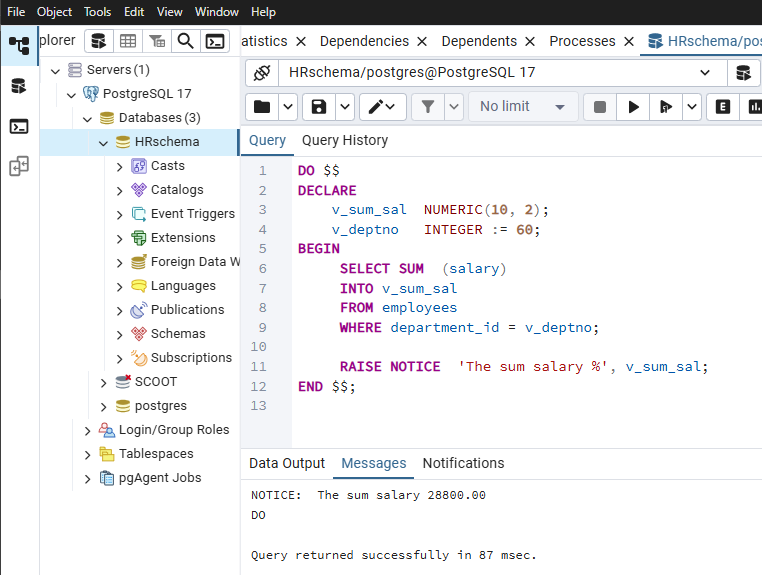 File Object Tools Edit View Window Help
plorer
atistics Dependencies Dependents Processes HRschema/pos
Servers (1)
PostgreSQL 17
Databases (3)
HRschema
Casts
Catalogs
Event Triggers
Extensions
Foreign Data W
Languages
Publications
Schemas
Subscriptions
SCOOT
postgres
Login/Group Roles
Tablespaces
pgAgent Jobs
HRschema/postgres@PostgreSQL 17
No limit
E
Query Query History
1 DO $$
2 DECLARE
3 v_sum_sal NUMERIC(10, 2);
4 v_deptno INTEGER := 60;
5 BEGIN
6 SELECT SUM (salary)
7 INTO v_sum_sal
8 FROM employees
9 WHERE department_id = v_deptno;
10
11 RAISE NOTICE 'The sum salary %', v_sum_sal;
12 END $$;
13
Data Output Messages Notifications
NOTICE: The sum salary 28800.00
DO
Query returned successfully in 87 msec.